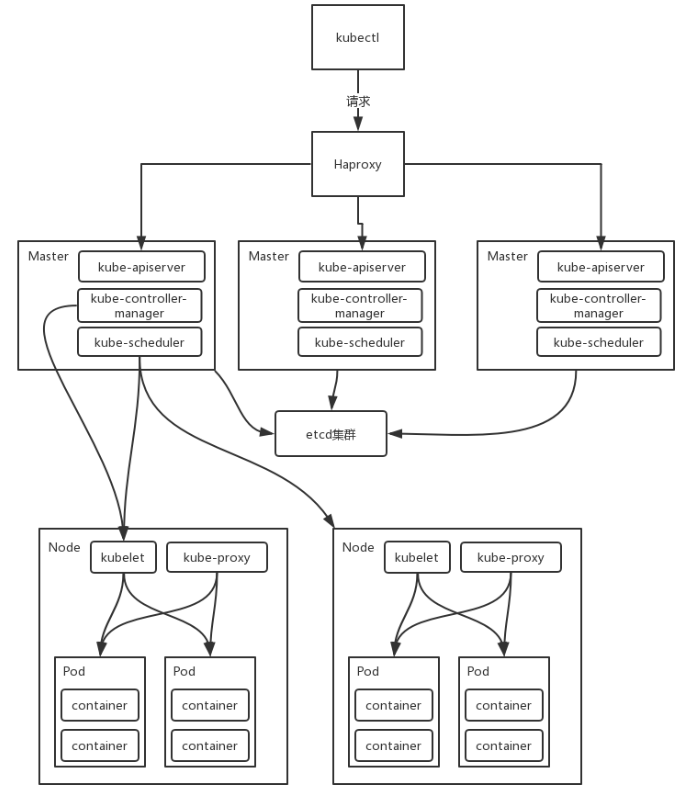 kubectl
请求
Haproxy
Master
kube-apiserver
kube-controller-
manager
kube-scheduler
Master
kube-apiserver
kube-controller-
manager
kube-scheduler
Master
kube-apiserver
kube-controller-
manager
kube-scheduler
etcd集群
Node
kubelet
kube-proxy
Pod
container
container
Pod
container
container
Node
kubelet
kube-proxy
Pod
container
container
Pod
container
container